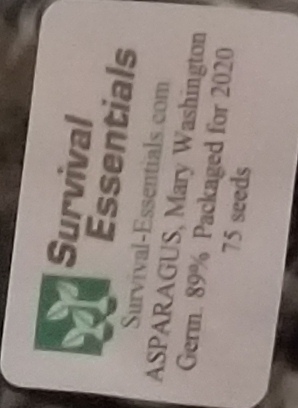 Survival
Essentials
Survival-Essentials.com
ASPARAGUS, Mary Washington
Germ. 89% Packaged for 2020
75 seeds